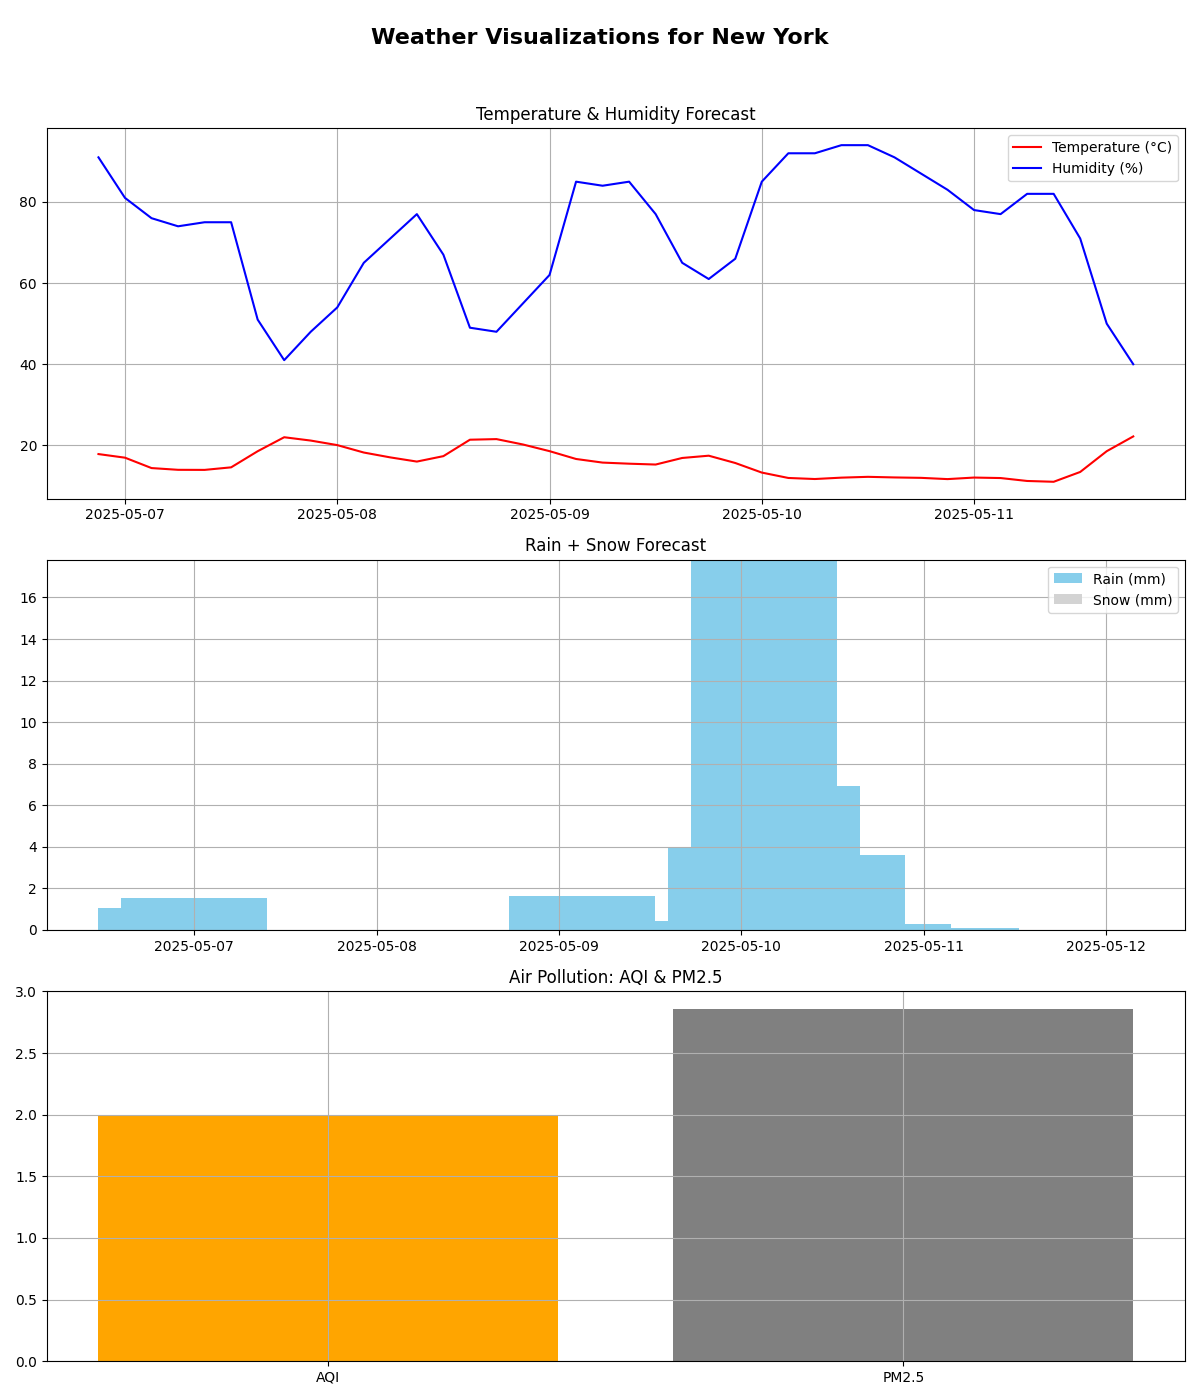 Weather Visualizations for New York
Temperature & Humidity Forecast
Temperature (°C)
Humidity (%)
80
60
40
20
2025-05-07 2025-05-08 2025-05-09 2025-05-10 2025-05-11
Rain + Snow Forecast
Rain (mm)
Snow (mm)
16
14
12
10
8
6
4
2
0
2025-05-07 2025-05-08 2025-05-09 2025-05-10 2025-05-11 2025-05-12
Air Pollution: AQI & PM2.5
3.0
2.5
2.0
1.5
1.0
0.5
0.0
AQI PM2.5